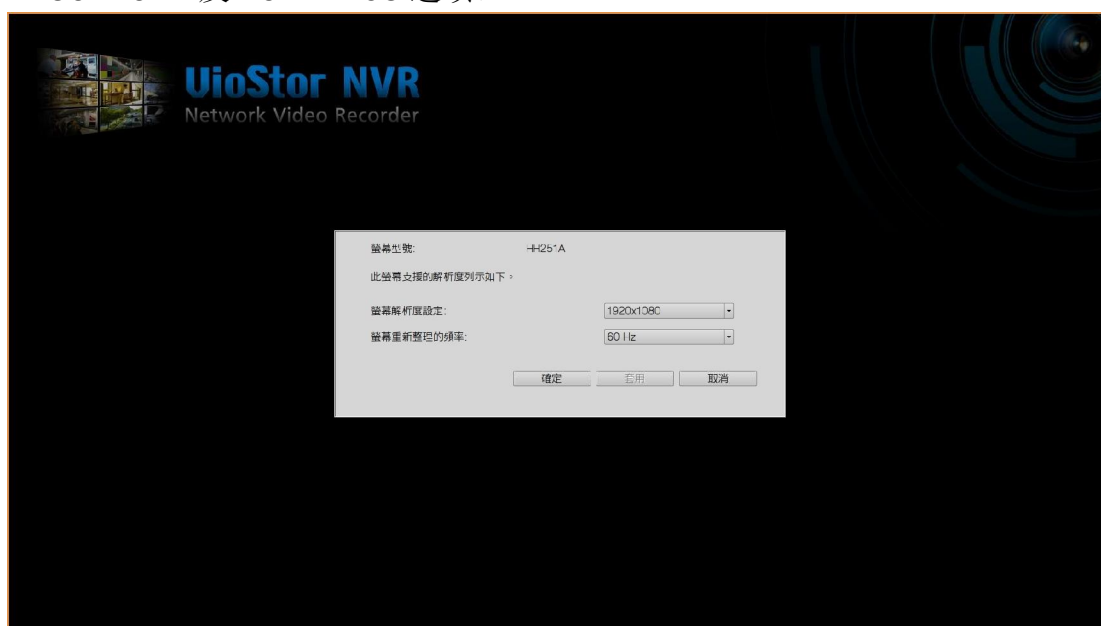 VioStor NVR
Network Video Recorder
螢幕型號: HH251A
此螢幕支援的解析度列示如下。
螢幕解析度設定: 1920x1080
螢幕重新整理的頻率: 60 Hz
確定 套用 取消